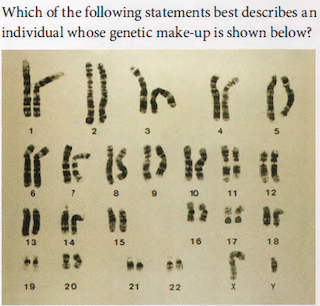 Which of the following statements best describes an
individual whose genetic make-up is shown below?
1 2 3 4 5
6 7 8 9 10 11 12
13 14 15 16 17 18
19 20 21 22 X Y